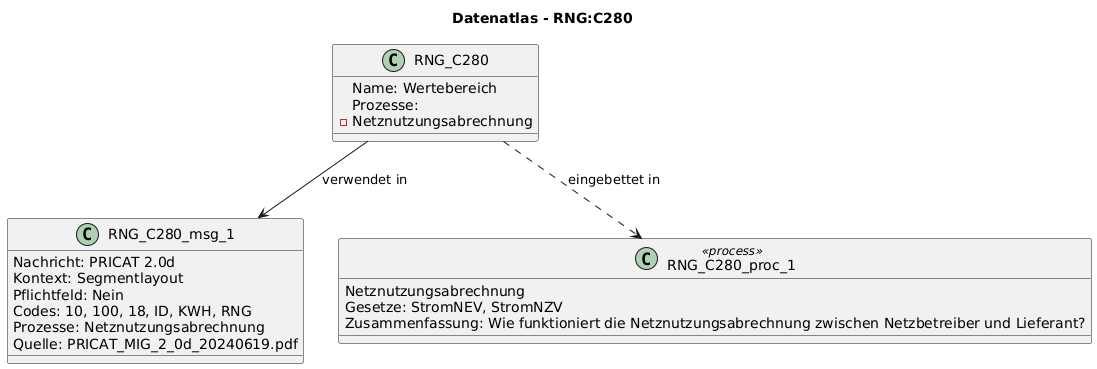 Datenatlas - RNG:C280
C RNG_C280
Name: Wertebereich
Prozesse:
Netznutzungsabrechnung
verwendet in
eingebettet in
C RNG_C280_msg_1
Nachricht: PRICAT 2.0d
Kontext: Segmentlayout
Pflichtfeld: Nein
Codes: 10, 100, 18, ID, KWH, RNG
Prozesse: Netznutzungsabrechnung
Quelle: PRICAT_MIG_2_0d_20240619.pdf
«process»
C RNG_C280_proc_1
Netznutzungsabrechnung
Gesetze: StromNEV, StromNZV
Zusammenfassung: Wie funktioniert die Netznutzungsabrechnung zwischen Netzbetreiber und Lieferant?